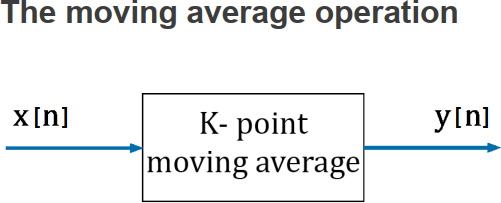 The moving average operation
x[n]
K- point
moving average
y[n]